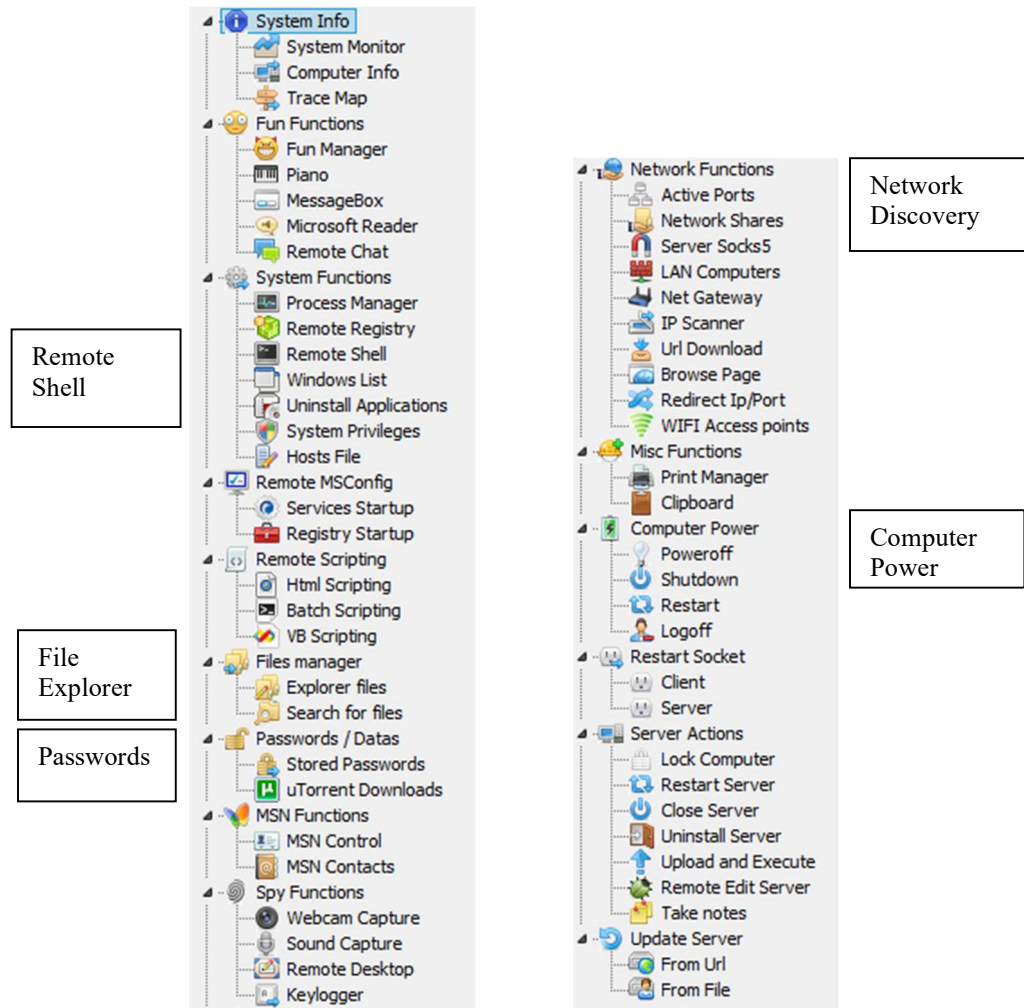 System Info
System Monitor
Computer Info
Trace Map
Fun Functions
Fun Manager
Piano
MessageBox
Microsoft Reader
Remote Chat
System Functions
Process Manager
Remote Registry
Remote Shell
Windows List
Uninstall Applications
System Privileges
Hosts File
Remote MSConfig
Services Startup
Registry Startup
Remote Scripting
Html Scripting
Batch Scripting
VB Scripting
Files manager
Explorer files
Search for files
Passwords / Datas
Stored Passwords
uTorrent Downloads
MSN Functions
MSN Control
MSN Contacts
Spy Functions
Webcam Capture
Sound Capture
Remote Desktop
Keylogger
Remote
Shell
File
Explorer
Passwords
Network Functions
Active Ports
Network Shares
Server Socks5
LAN Computers
Net Gateway
IP Scanner
Url Download
Browse Page
Redirect Ip/Port
WIFI Access points
Misc Functions
Print Manager
Clipboard
Computer Power
Poweroff
Shutdown
Restart
Logoff
Restart Socket
Client
Server
Server Actions
Lock Computer
Restart Server
Close Server
Uninstall Server
Upload and Execute
Remote Edit Server
Take notes
Update Server
From Url
From File
Network
Discovery
Computer
Power